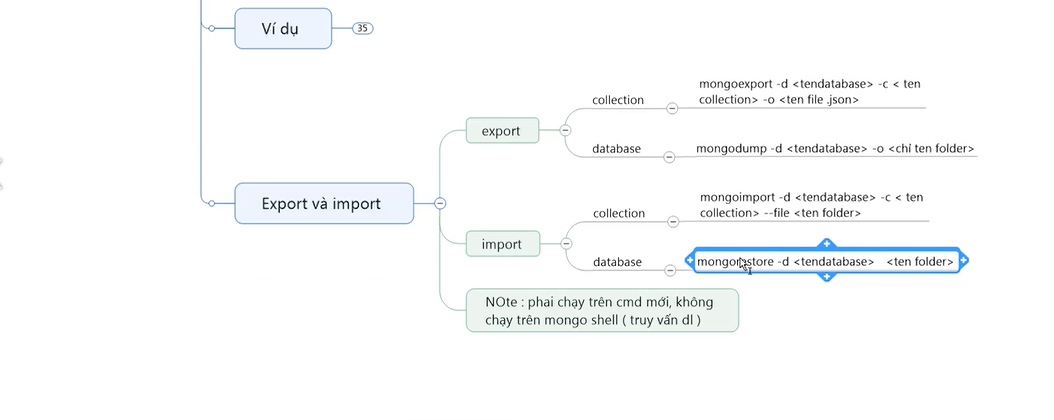 Ví dụ
35
mongoexport -d <tendatabase> -c < ten
collection> -o <ten file .json>
collection
export
database
mongodump -d <tendatabase> -o <chỉ ten folder>
Export và import
mongoimport -d <tendatabase> -c < ten
collection> --file <ten folder>
collection
import
database
mongorestore -d <tendatabase> <ten folder>
NOte : phai chạy trên cmd mới, không
chạy trên mongo shell ( truy vấn dl )